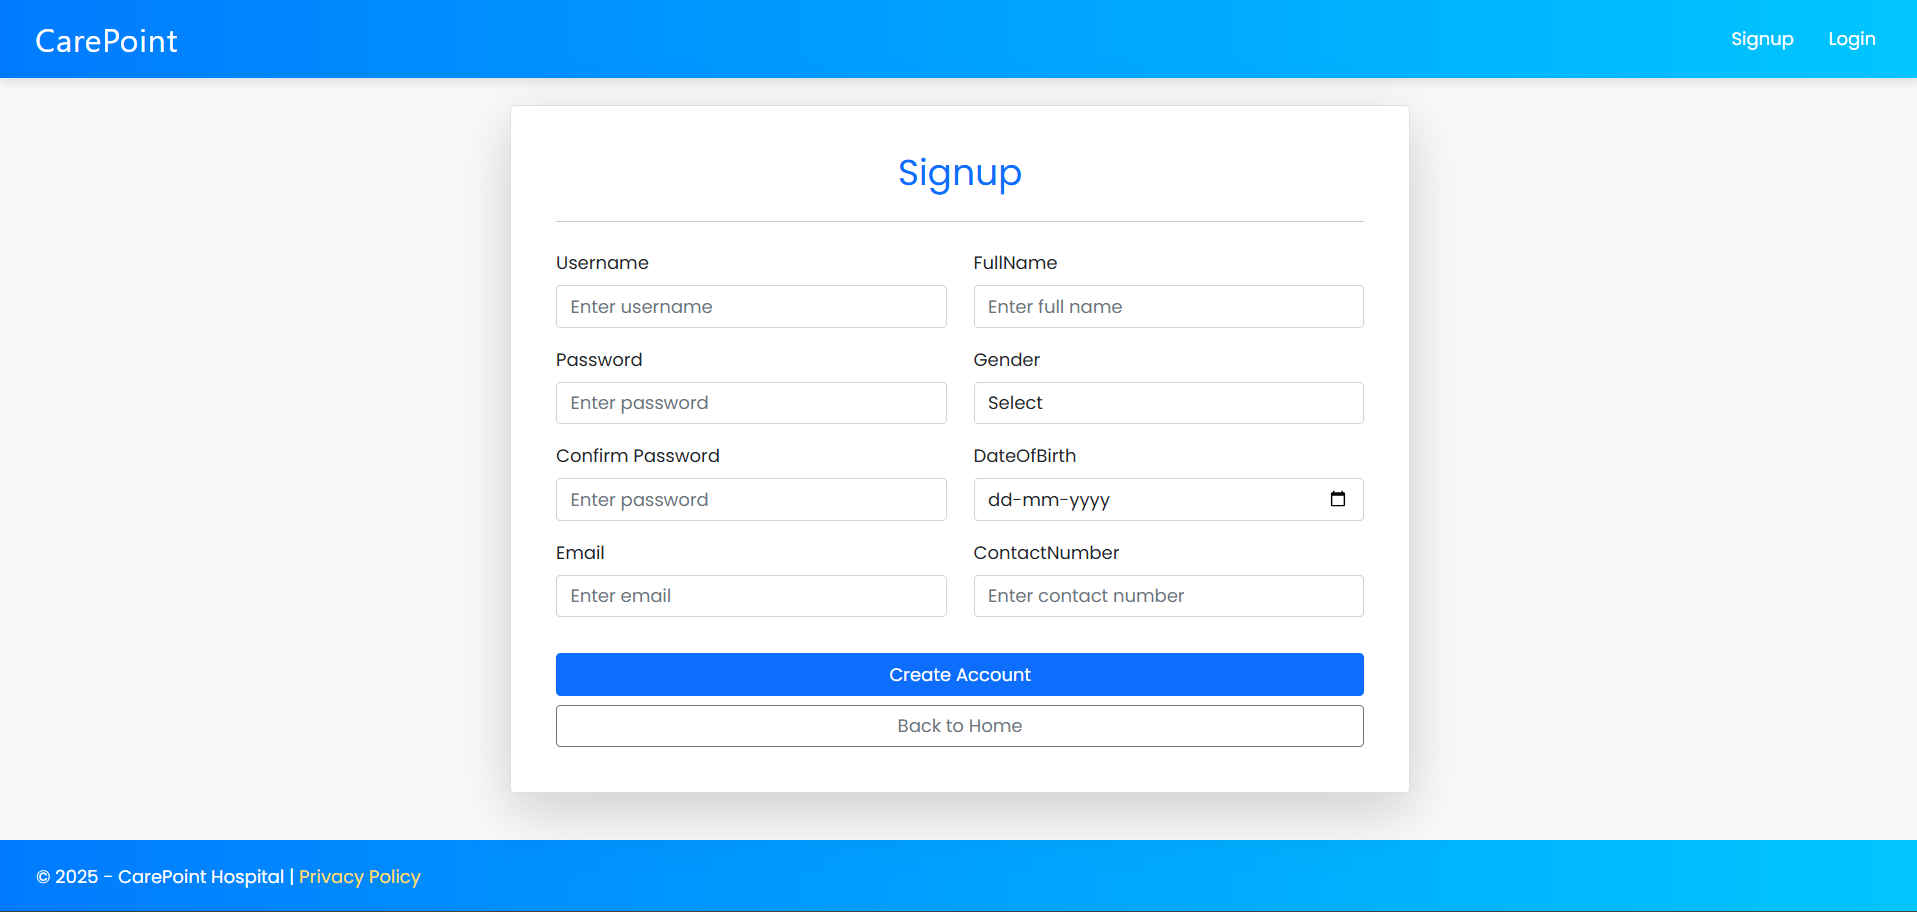 CarePoint
Signup Login
Signup
Username FullName
Enter username Enter full name
Password Gender
Enter password Select
Confirm Password DateOfBirth
Enter password dd-mm-yyyy
Email ContactNumber
Enter email Enter contact number
Create Account
Back to Home
© 2025 - CarePoint Hospital | Privacy Policy